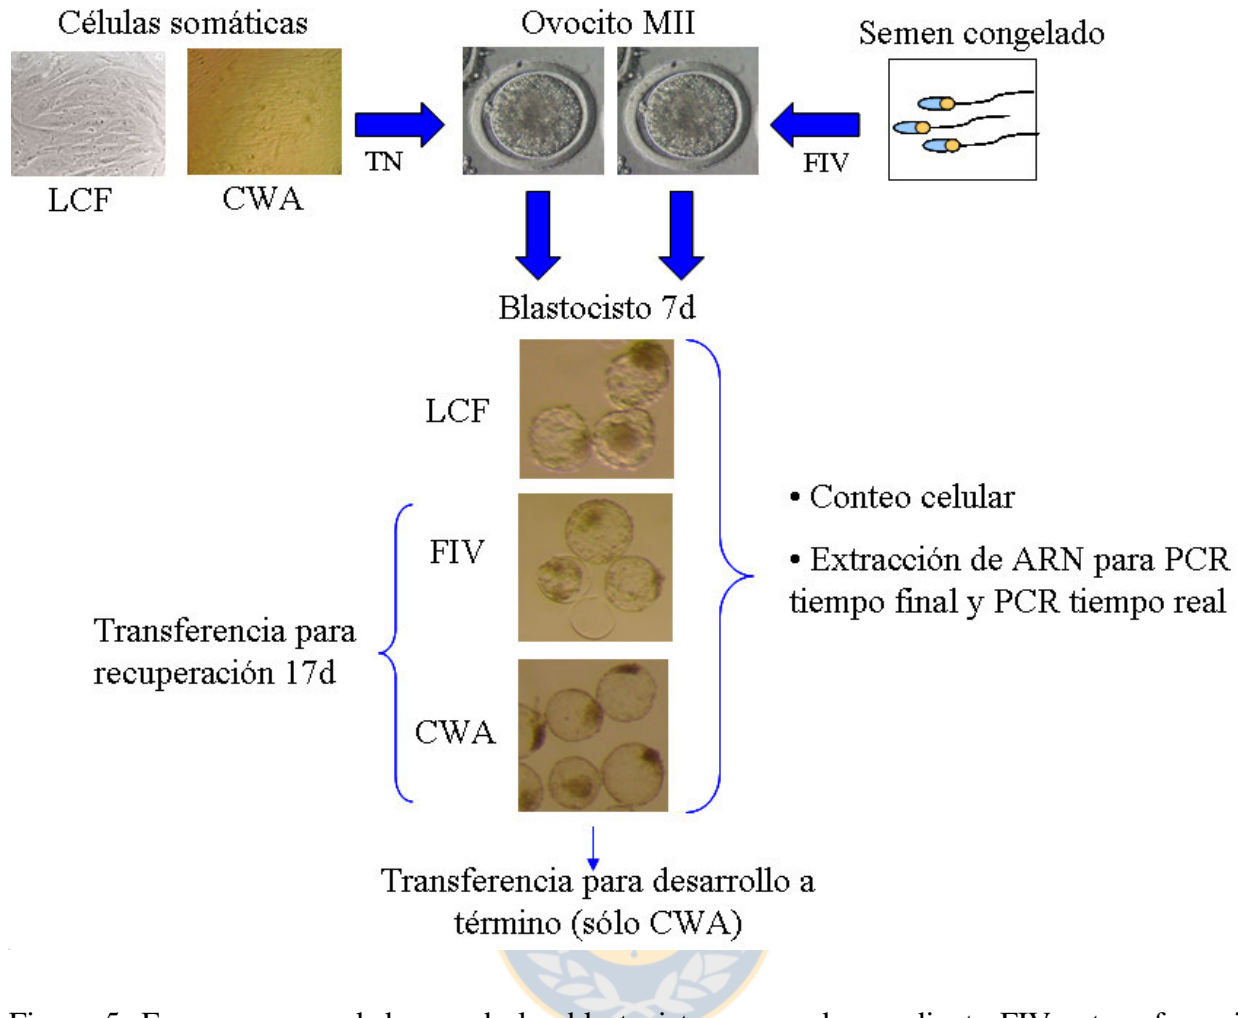 Células somáticas
Ovocito MII
Semen congelado
TN
FIV
LCF
CWA
Blastocisto 7d
LCF
FIV
CWA
• Conteo celular
• Extracción de ARN para PCR
tiempo final y PCR tiempo real
Transferencia para
recuperación 17d
Transferencia para desarrollo a
término (sólo CWA)